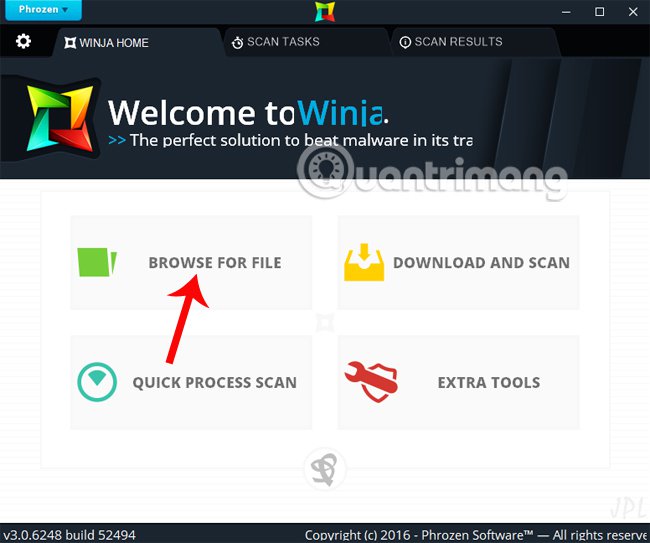 Phrozen
WINJA HOME
SCAN TASKS
SCAN RESULTS
Welcome to Winja.
>> The perfect solution to beat malware in its tra
Quantrimang
BROWSE FOR FILE
DOWNLOAD AND SCAN
QUICK PROCESS SCAN
EXTRA TOOLS
JPL
v3.0.6248 build 52494
Copyright (c) 2016 - Phrozen Software™ — All rights reserve